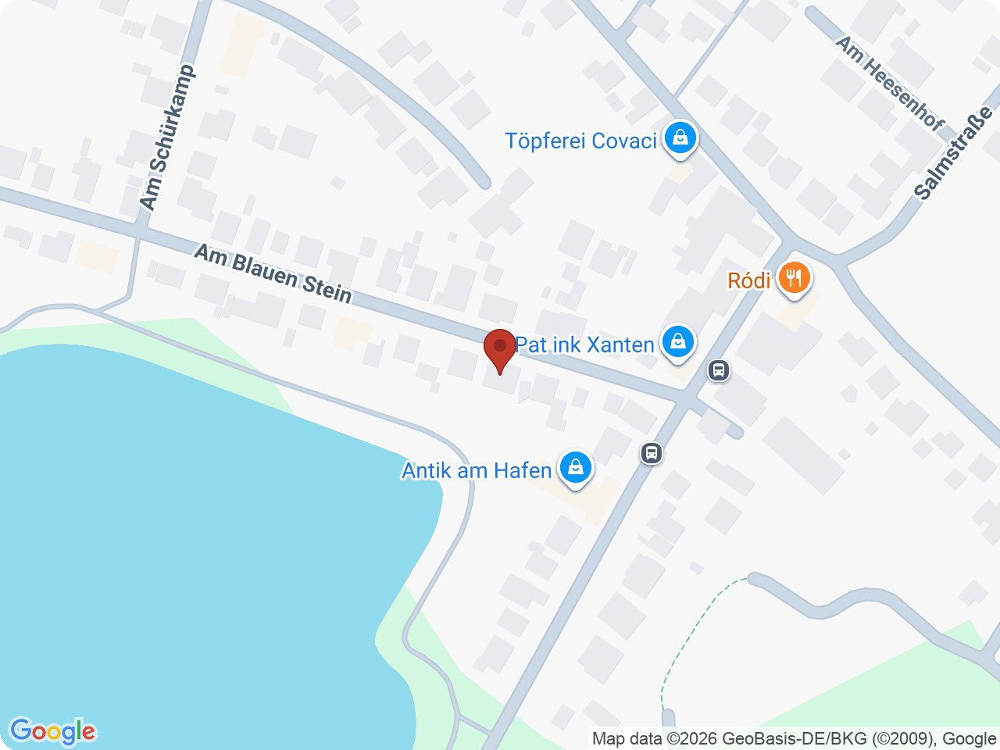 Am Schürkamp
Am Heesenhof
Salmstraße
Töpferei Covaci
Am Blauen Stein
Ródi
Pat ink Xanten
Antik am Hafen
Google
Map data ©2026 GeoBasis-DE/BKG (©2009), Google